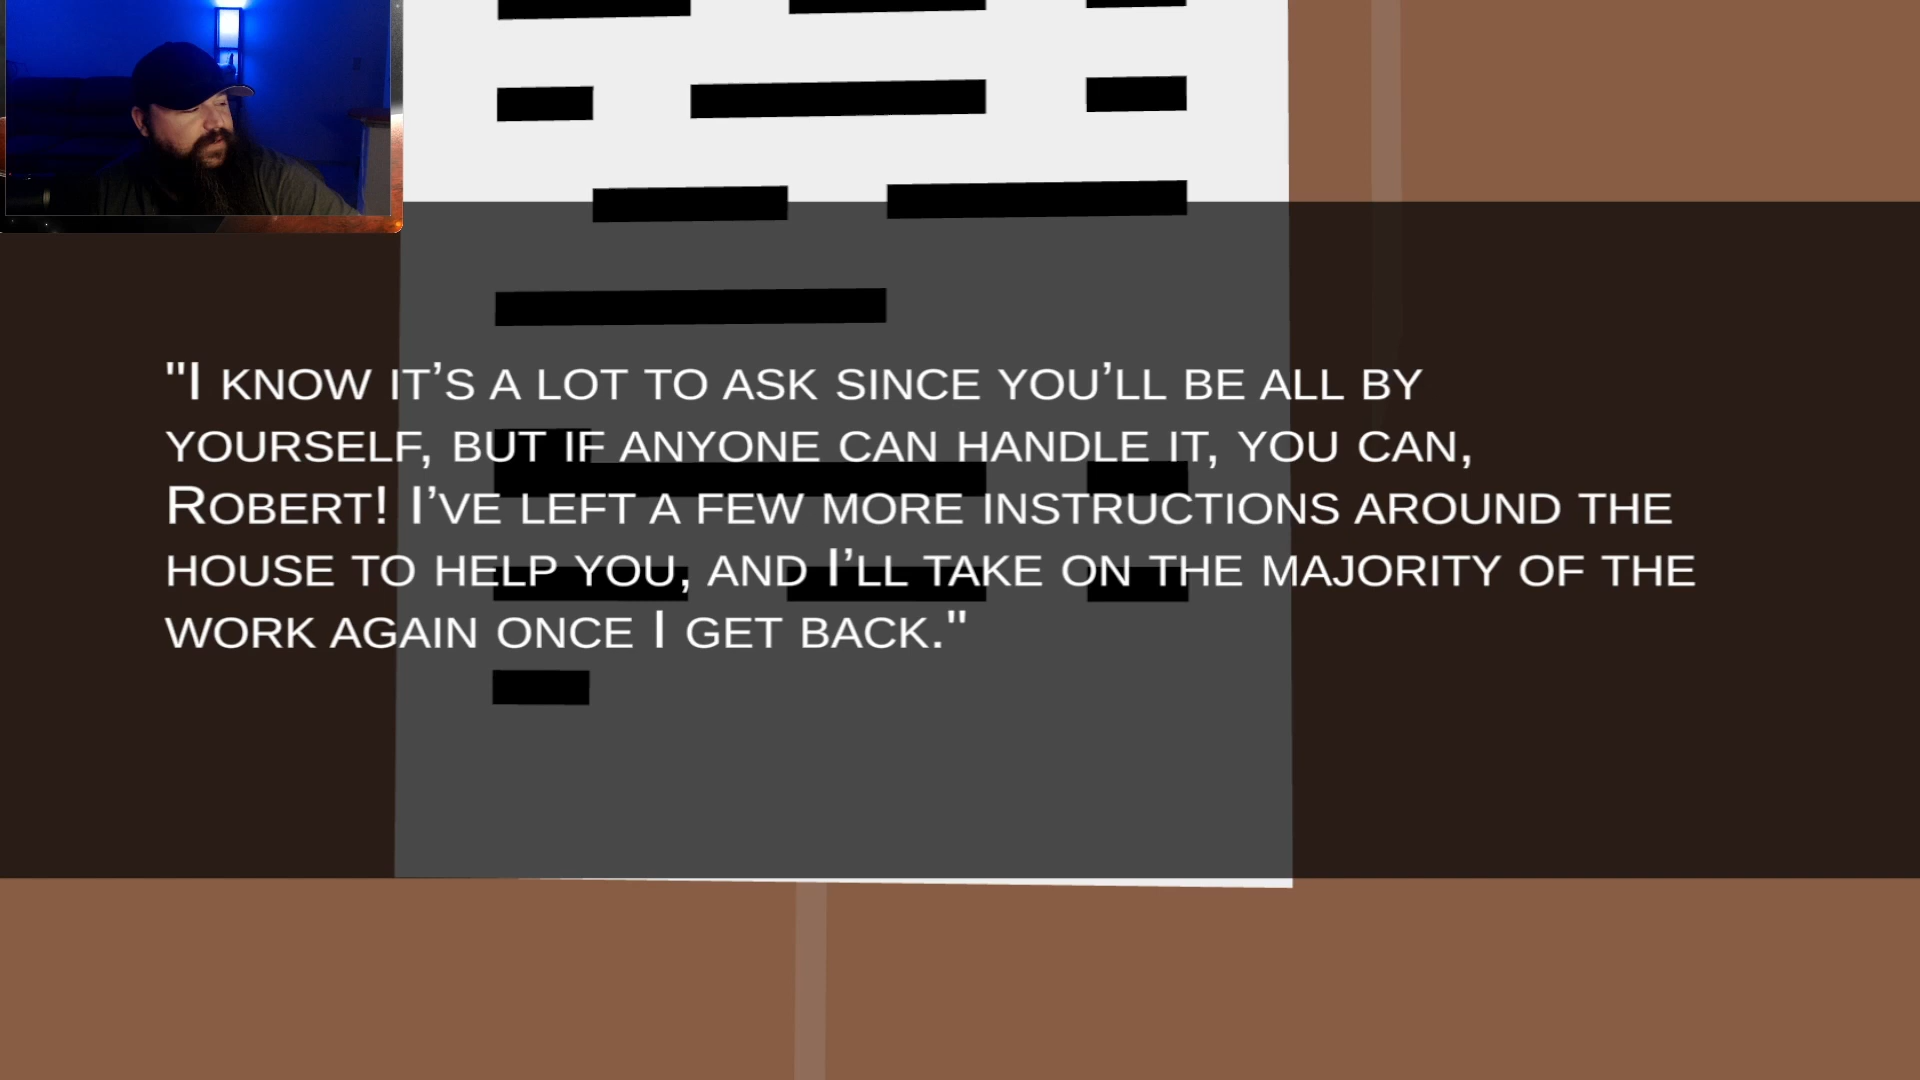 "I KNOW IT’S A LOT TO ASK SINCE YOU’LL BE ALL BY
YOURSELF, BUT IF ANYONE CAN HANDLE IT, YOU CAN,
ROBERT! I’VE LEFT A FEW MORE INSTRUCTIONS AROUND THE
HOUSE TO HELP YOU, AND I’LL TAKE ON THE MAJORITY OF THE
WORK AGAIN ONCE I GET BACK."